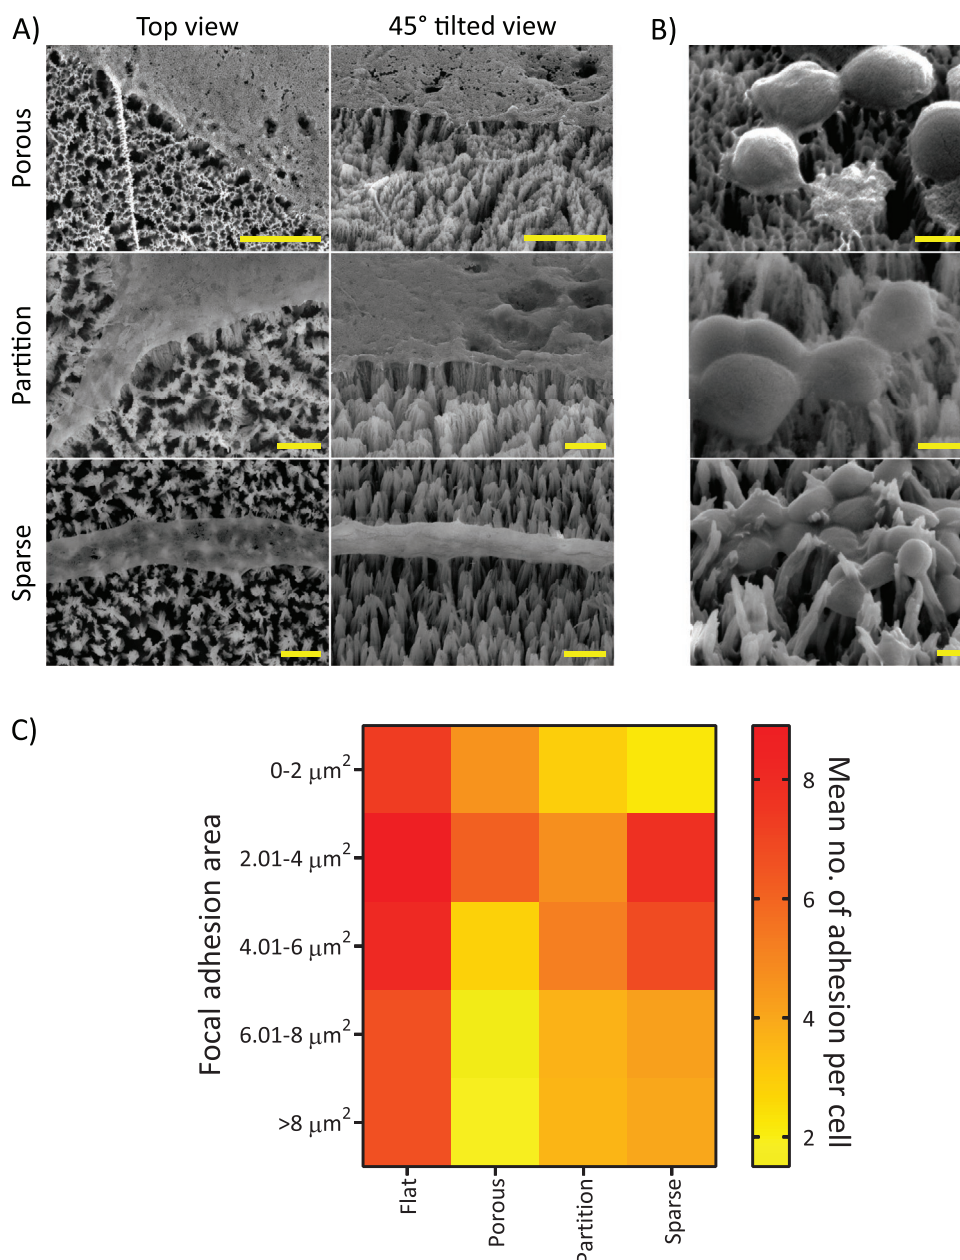 A)
Top view
45° tilted view
B)
Porous
Partition
Sparse
C)
Focal adhesion area
0-2 μm²
2.01-4 μm²
4.01-6 μm²
6.01-8 μm²
>8 μm²
Flat
Porous
Partition
Sparse
8
6
4
2
Mean no. of adhesion per cell